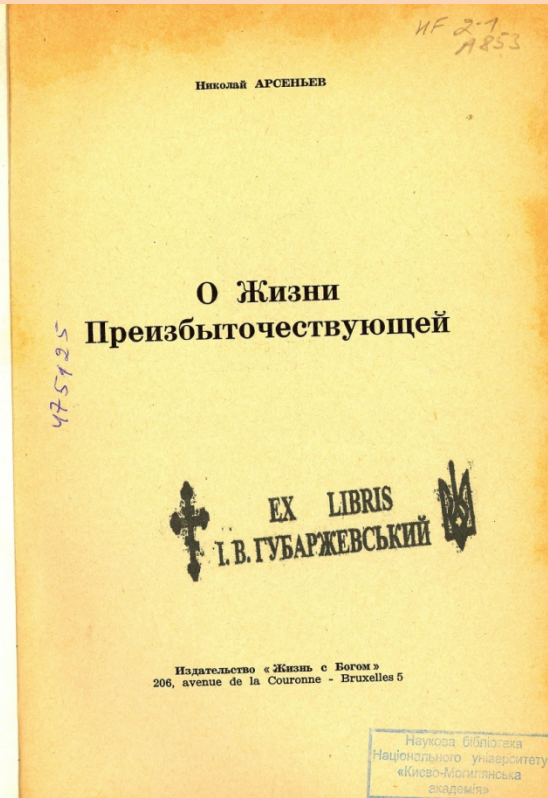 ИF 2-1
А853
Николай АРСЕНЬЕВ
О Жизни
Преизбыточествующей
475125
EX LIBRIS
І. В. ГУБАРЖЕВСЬКИЙ
Издательство « Жизнь с Богом »
206, avenue de la Couronne - Bruxelles 5
Наукова бібліотека
Національного університету
«Києво-Могилянська
академія»